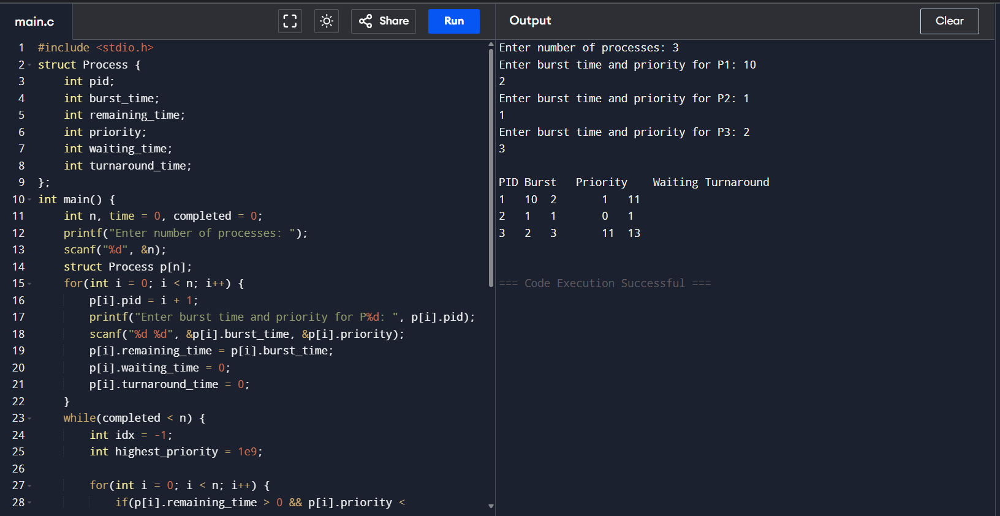 main.c
Share
Run
Output
Clear
1 #include <stdio.h>
2 struct Process {
3     int pid;
4     int burst_time;
5     int remaining_time;
6     int priority;
7     int waiting_time;
8     int turnaround_time;
9 };
10 int main() {
11     int n, time = 0, completed = 0;
12     printf("Enter number of processes: ");
13     scanf("%d", &n);
14     struct Process p[n];
15     for(int i = 0; i < n; i++) {
16         p[i].pid = i + 1;
17         printf("Enter burst time and priority for P%d: ", p[i].pid);
18         scanf("%d %d", &p[i].burst_time, &p[i].priority);
19         p[i].remaining_time = p[i].burst_time;
20         p[i].waiting_time = 0;
21         p[i].turnaround_time = 0;
22     }
23     while(completed < n) {
24         int idx = -1;
25         int highest_priority = 1e9;
26
27         for(int i = 0; i < n; i++) {
28             if(p[i].remaining_time > 0 && p[i].priority <
Enter number of processes: 3
Enter burst time and priority for P1: 10
2
Enter burst time and priority for P2: 1
1
Enter burst time and priority for P3: 2
3
PID Burst   Priority    Waiting Turnaround
1   10  2       1   11
2   1   1       0   1
3   2   3       11  13
=== Code Execution Successful ===